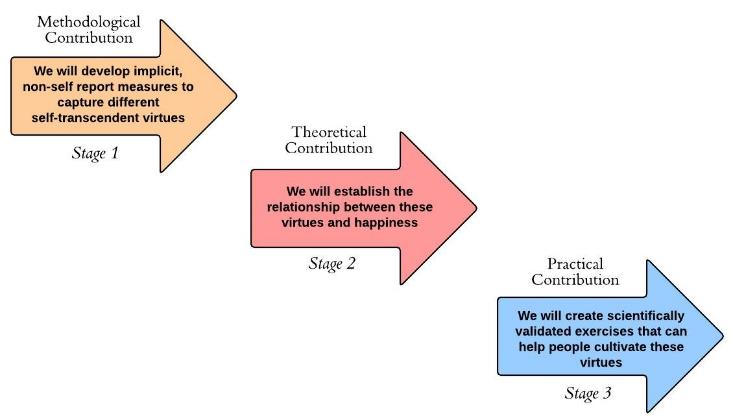 Methodological
Contribution
We will develop implicit,
non-self report measures to
capture different
self-transcendent virtues
Stage 1
Theoretical
Contribution
We will establish the
relationship between these
virtues and happiness
Stage 2
Practical
Contribution
We will create scientifically
validated exercises that can
help people cultivate these
virtues
Stage 3